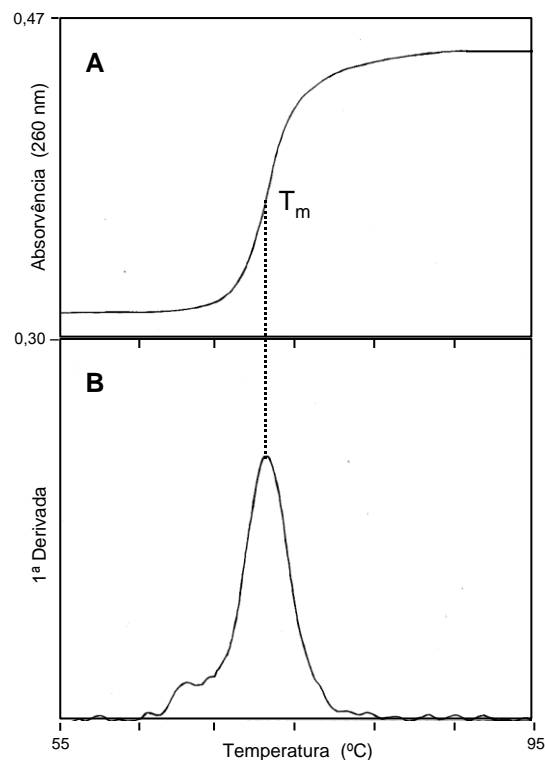 0,47
A
Absorvência (260 nm)
Tm
0,30
B
1ª Derivada
55
Temperatura (ºC)
95